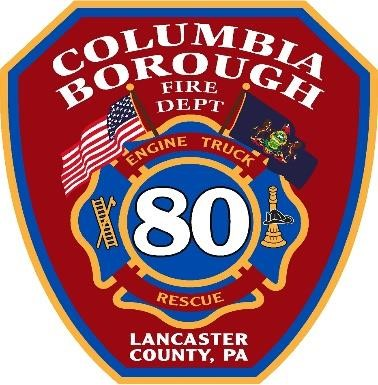 COLUMBIA
BOROUGH
FIRE
DEPT
ENGINE TRUCK
80
RESCUE
LANCASTER
COUNTY, PA